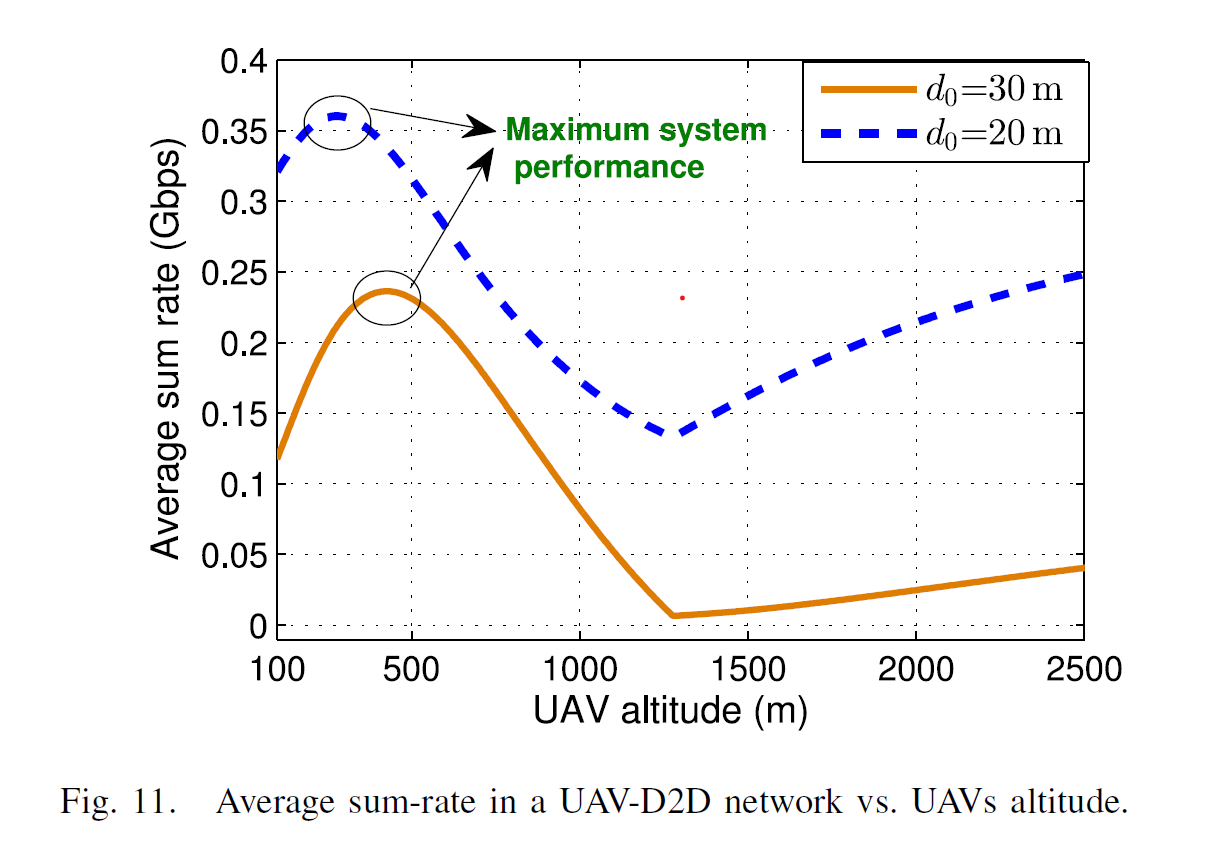 0.4
0.35
0.3
0.25
0.2
0.15
0.1
0.05
0
Average sum rate (Gbps)
d₀=30 m
d₀=20 m
Maximum system
performance
100 500 1000 1500 2000 2500
UAV altitude (m)
Fig. 11. Average sum-rate in a UAV-D2D network vs. UAVs altitude.